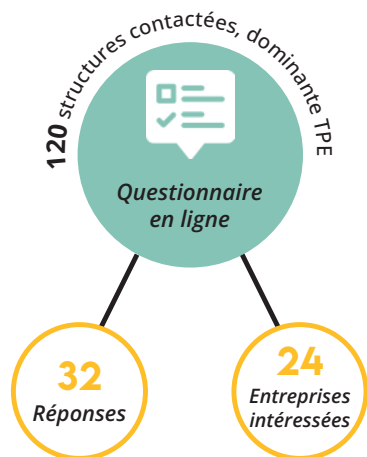 120 structures contactées, dominante TPE
Questionnaire
en ligne
32
Réponses
24
Entreprises
intéressées